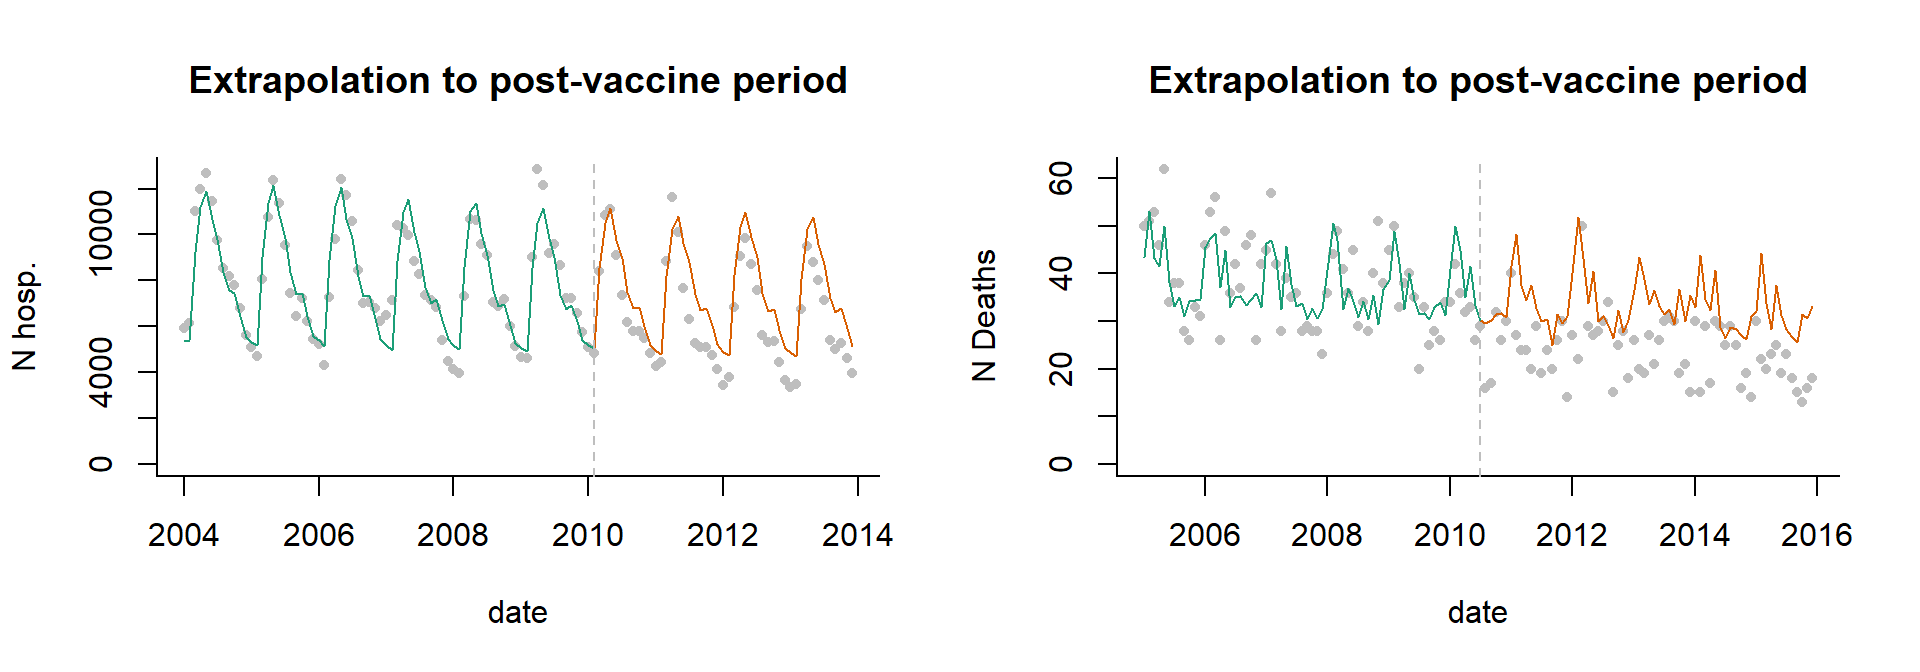 Extrapolation to post-vaccine period
N hosp.
10000
4000
0
2004 2006 2008 2010 2012 2014
date
Extrapolation to post-vaccine period
N Deaths
60
40
20
0
2006 2008 2010 2012 2014 2016
date